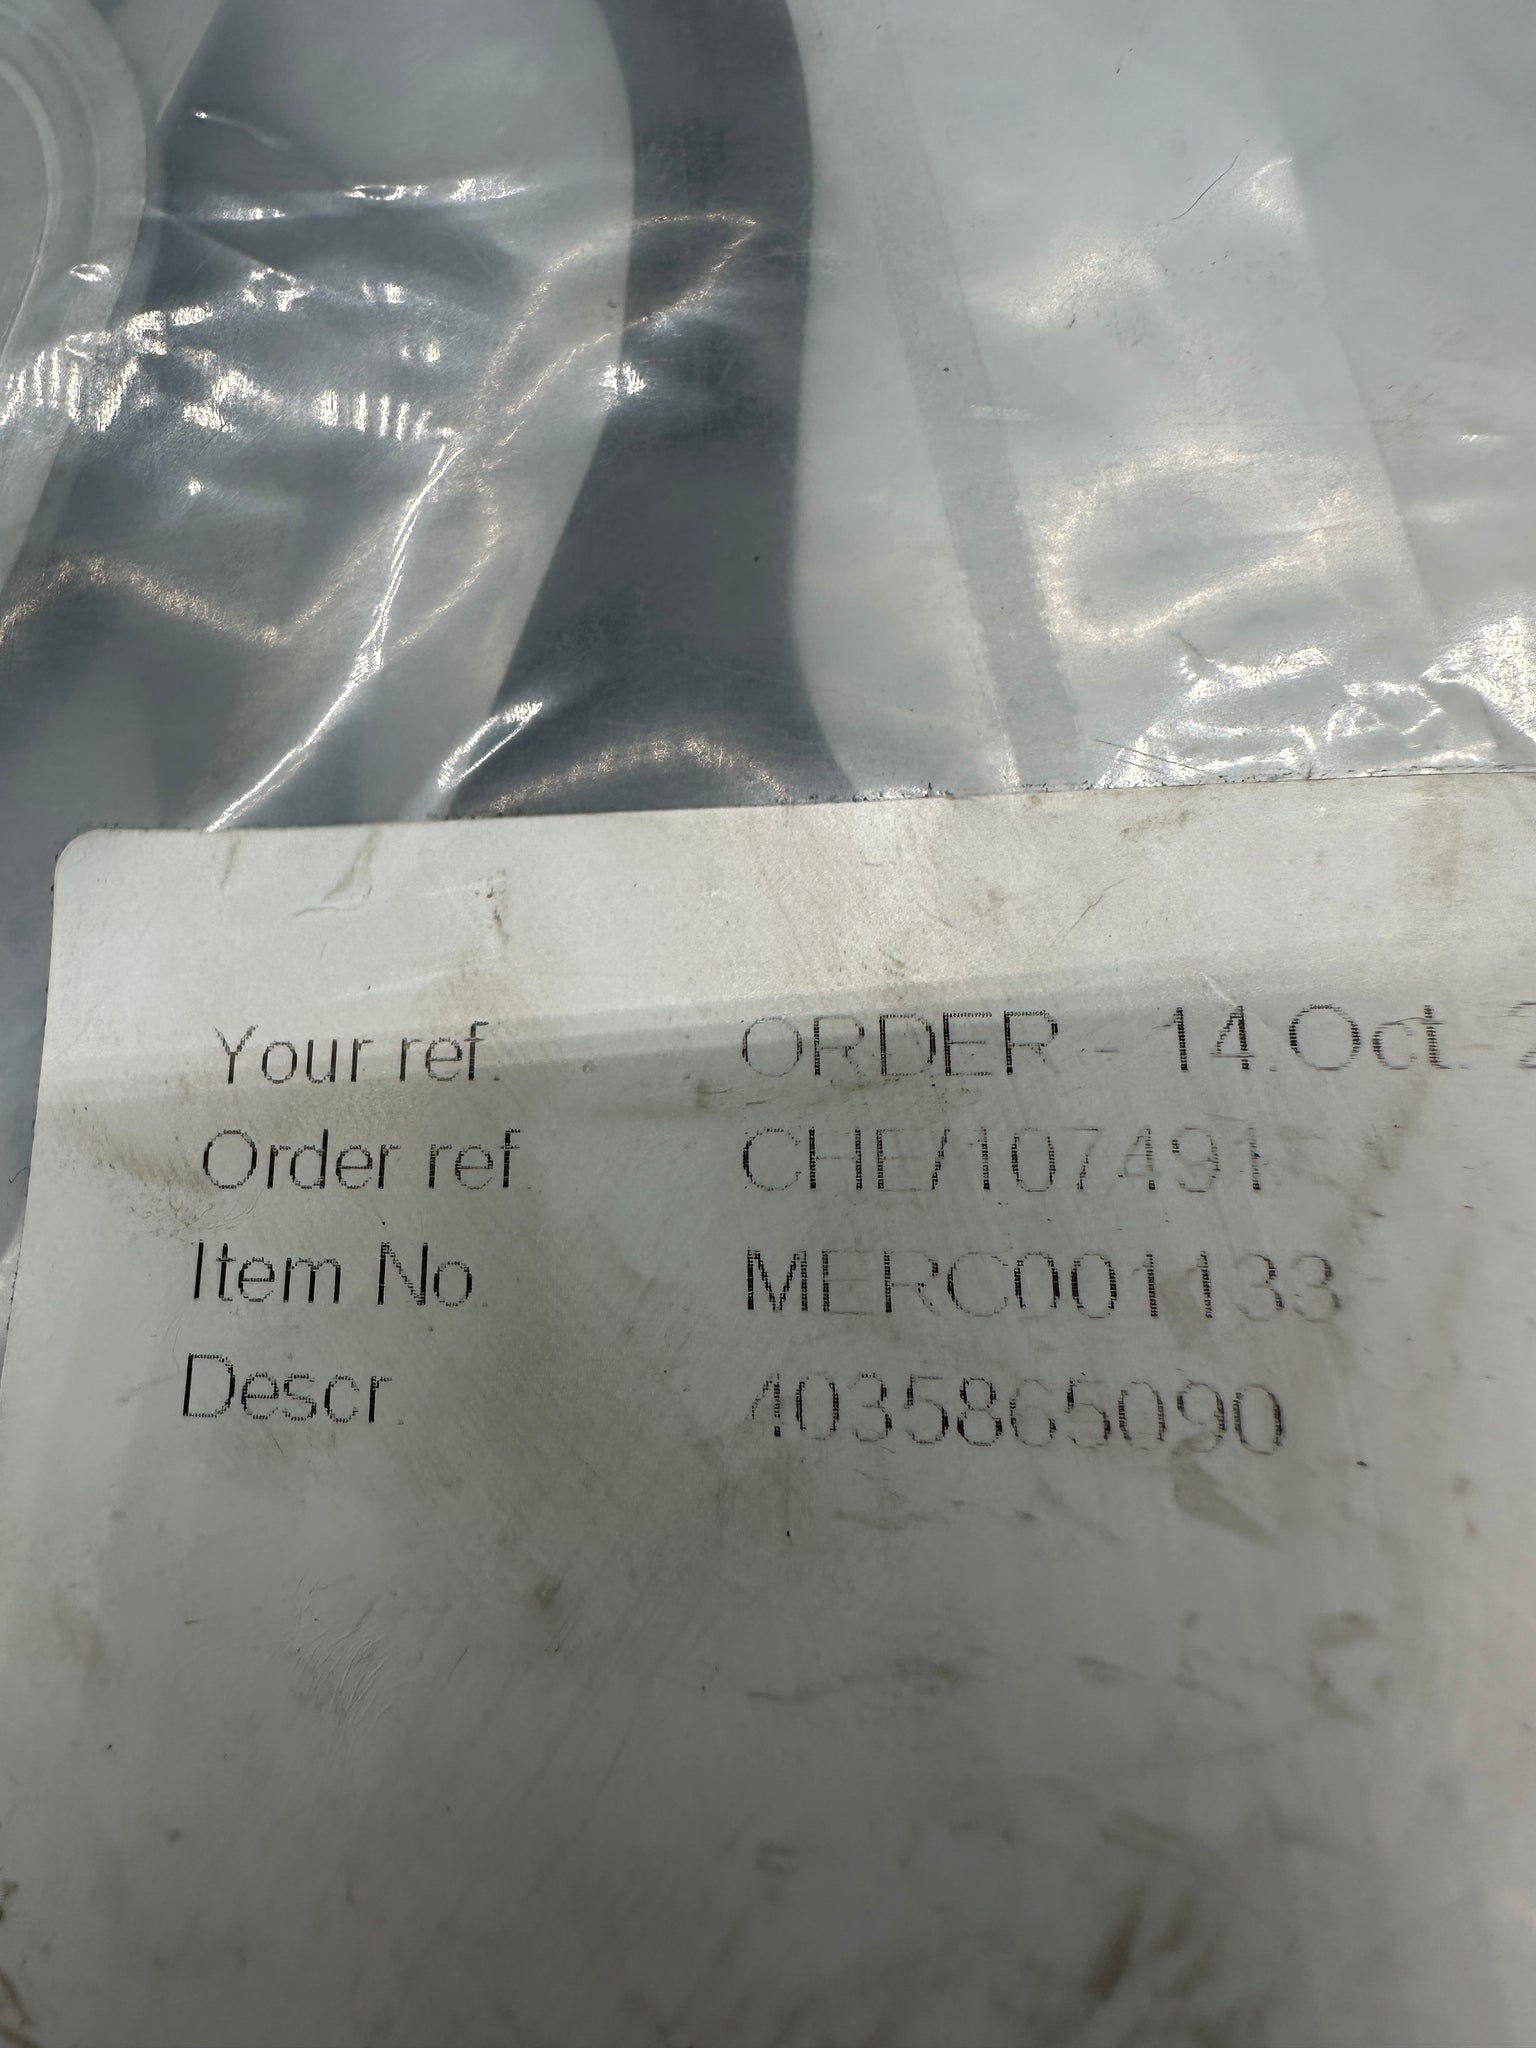 Your ref. ORDER - 14.Oct.
Order ref. CHE/107491
Item No. MERC001133
Descr. 4035865090